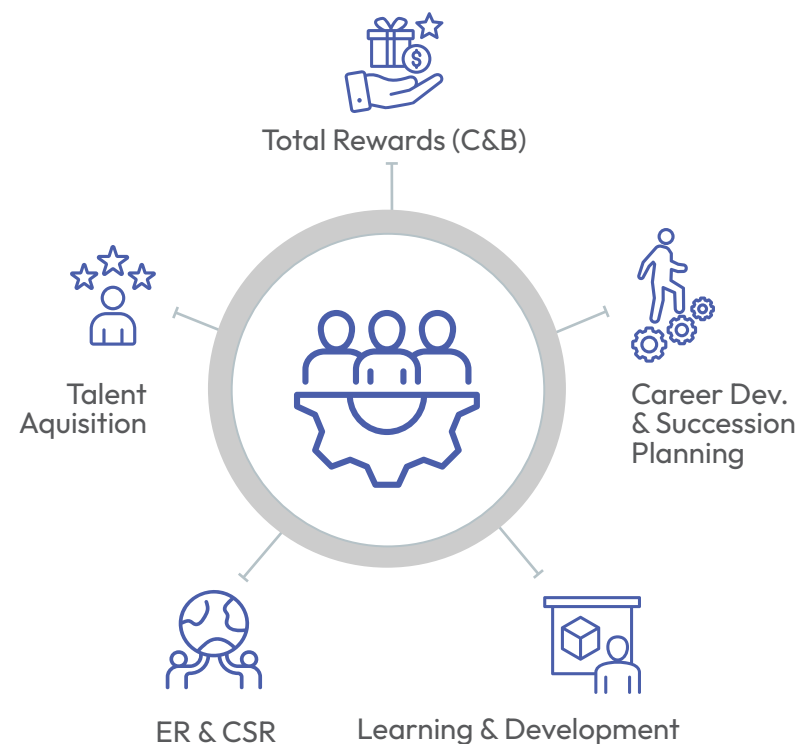 Total Rewards (C&B)
Talent
Aquisition
Career Dev.
& Succession
Planning
ER & CSR
Learning & Development